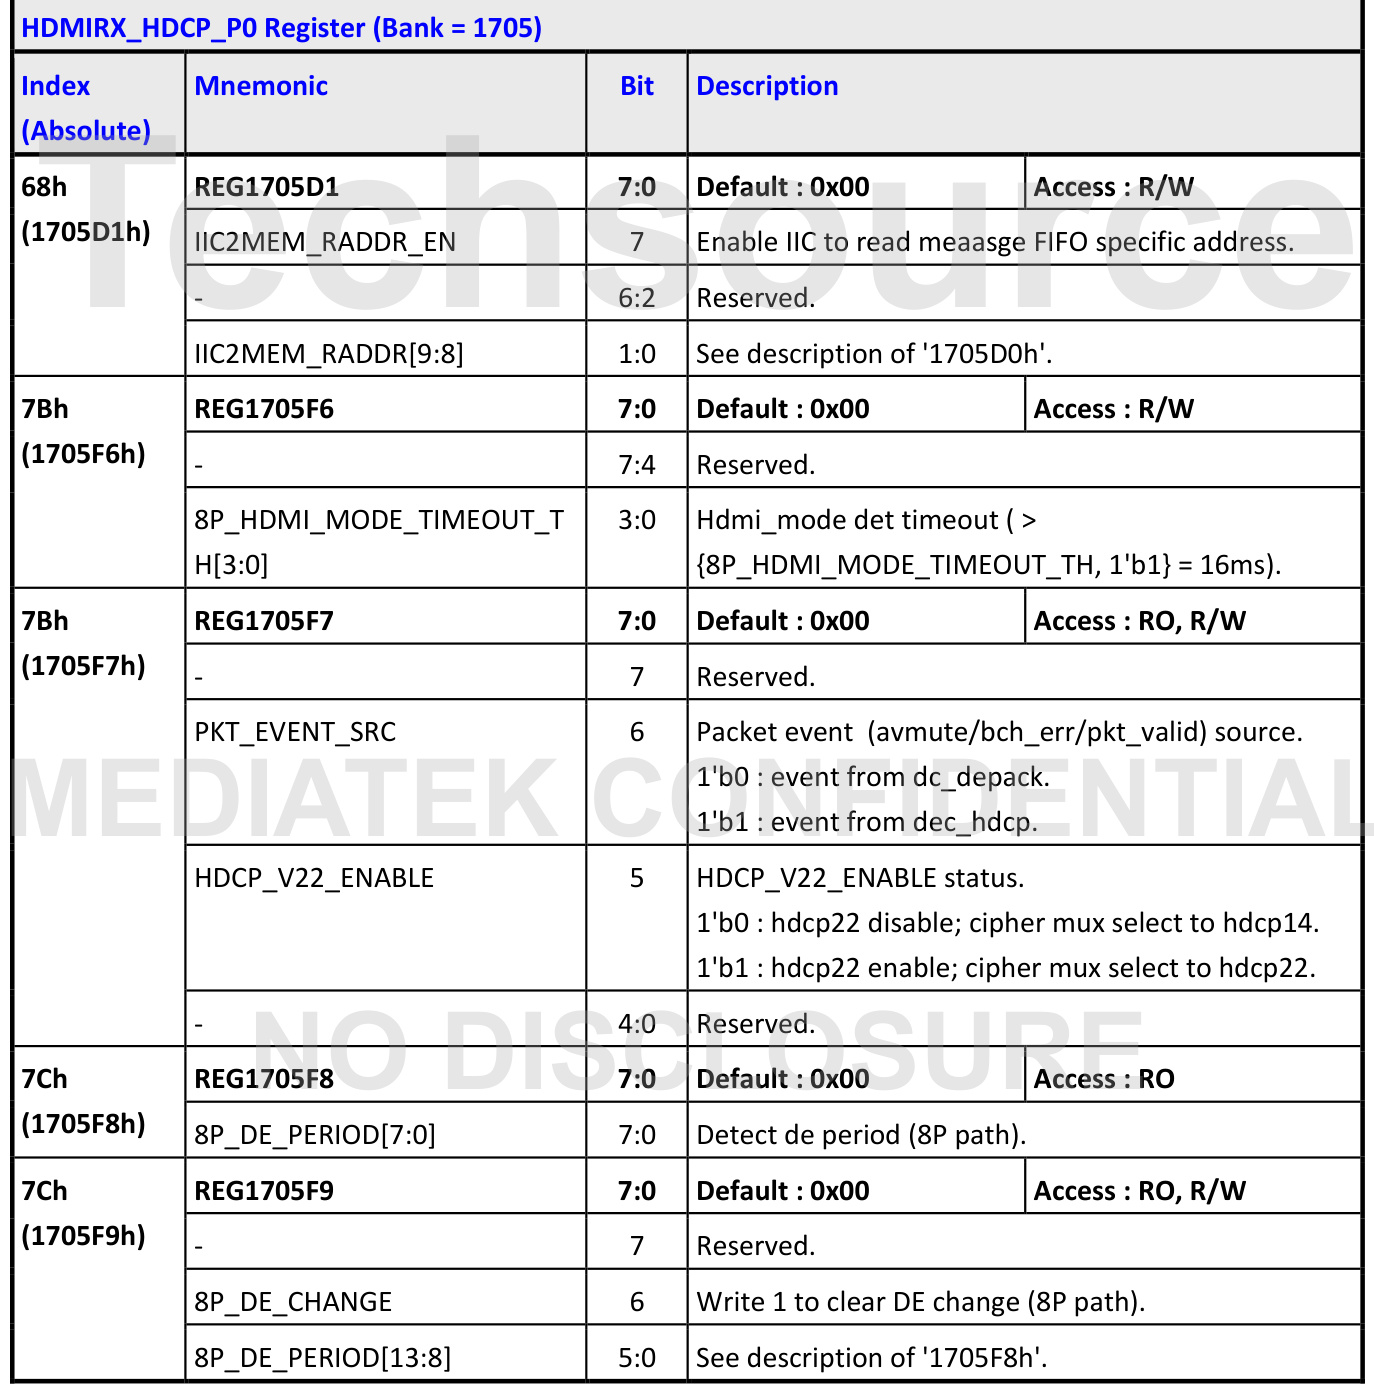 HDMIRX_HDCP_P0 Register (Bank = 1705)
Index (Absolute) Mnemonic Bit Description
68h (1705D1h) REG1705D1 7:0 Default : 0x00 Access : R/W
IIC2MEM_RADDR_EN 7 Enable IIC to read meaasge FIFO specific address.
- 6:2 Reserved.
IIC2MEM_RADDR[9:8] 1:0 See description of '1705D0h'.
7Bh (1705F6h) REG1705F6 7:0 Default : 0x00 Access : R/W
- 7:4 Reserved.
8P_HDMI_MODE_TIMEOUT_T 3:0 Hdmi_mode det timeout ( >
H[3:0] {8P_HDMI_MODE_TIMEOUT_TH, 1'b1} = 16ms).
7Bh (1705F7h) REG1705F7 7:0 Default : 0x00 Access : RO, R/W
- 7 Reserved.
PKT_EVENT_SRC 6 Packet event  (avmute/bch_err/pkt_valid) source.
1'b0 : event from dc_depack.
1'b1 : event from dec_hdcp.
HDCP_V22_ENABLE 5 HDCP_V22_ENABLE status.
1'b0 : hdcp22 disable; cipher mux select to hdcp14.
1'b1 : hdcp22 enable; cipher mux select to hdcp22.
- 4:0 Reserved.
7Ch (1705F8h) REG1705F8 7:0 Default : 0x00 Access : RO
8P_DE_PERIOD[7:0] 7:0 Detect de period (8P path).
7Ch (1705F9h) REG1705F9 7:0 Default : 0x00 Access : RO, R/W
- 7 Reserved.
8P_DE_CHANGE 6 Write 1 to clear DE change (8P path).
8P_DE_PERIOD[13:8] 5:0 See description of '1705F8h'.
Techsource
MEDIATEK CONFIDENTIAL
NO DISCLOSURE